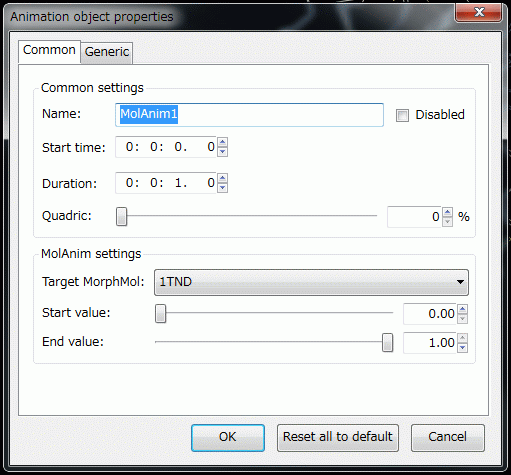 Animation object properties
Common Generic
Common settings
Name: MolAnim1 Disabled
Start time: 0: 0: 0. 0
Duration: 0: 0: 1. 0
Quadric: 0 %
MolAnim settings
Target MorphMol: 1TND
Start value: 0.00
End value: 1.00
OK Reset all to default Cancel